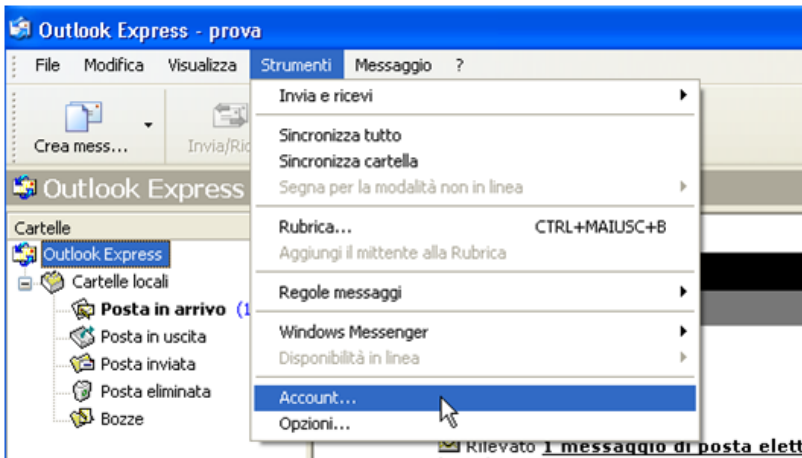 Outlook Express - prova
File Modifica Visualizza Strumenti Messaggio ?
Crea mess... Invia/Ric
Outlook Express
Cartelle
Outlook Express
Cartelle locali
Posta in arrivo (1
Posta in uscita
Posta inviata
Posta eliminata
Bozze
Invia e ricevi
Sincronizza tutto
Sincronizza cartella
Segna per la modalità non in linea
Rubrica... CTRL+MAIUSC+B
Aggiungi il mittente alla Rubrica
Regole messaggi
Windows Messenger
Disponibilità in linea
Account...
Opzioni...
Rilevato 1 messaggio di posta elett